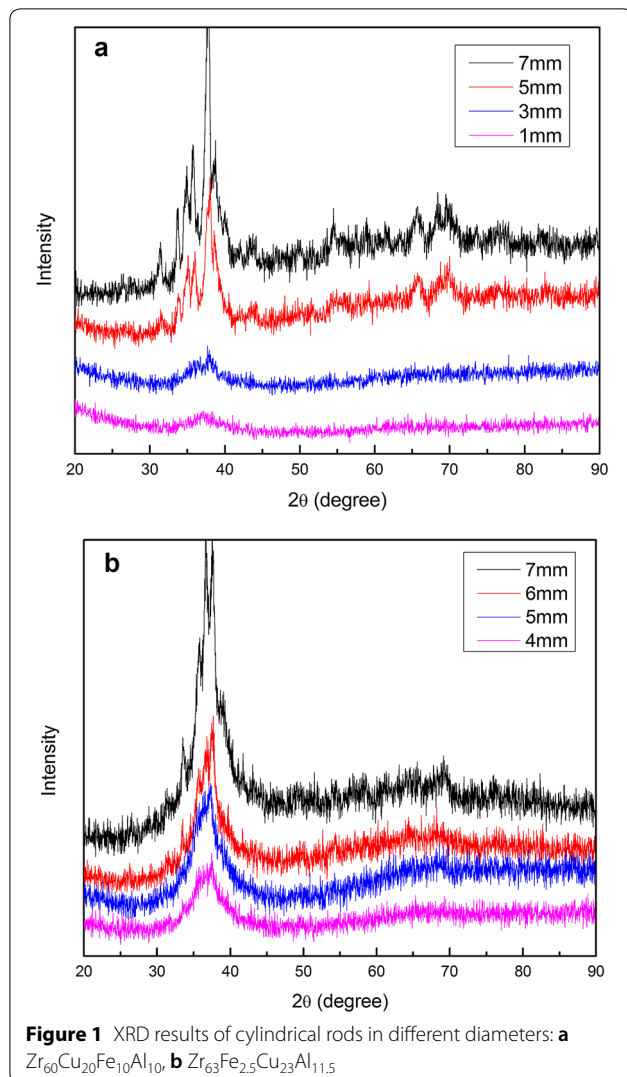 a
7mm
5mm
3mm
1mm
Intensity
20 30 40 50 60 70 80 90
2θ (degree)
b
7mm
6mm
5mm
4mm
Intensity
20 30 40 50 60 70 80 90
2θ (degree)
Figure 1 XRD results of cylindrical rods in different diameters: a
Zr₆₀Cu₂₀Fe₁₀Al₁₀, b Zr₆₃Fe₂.₅Cu₂₃Al₁₁.₅